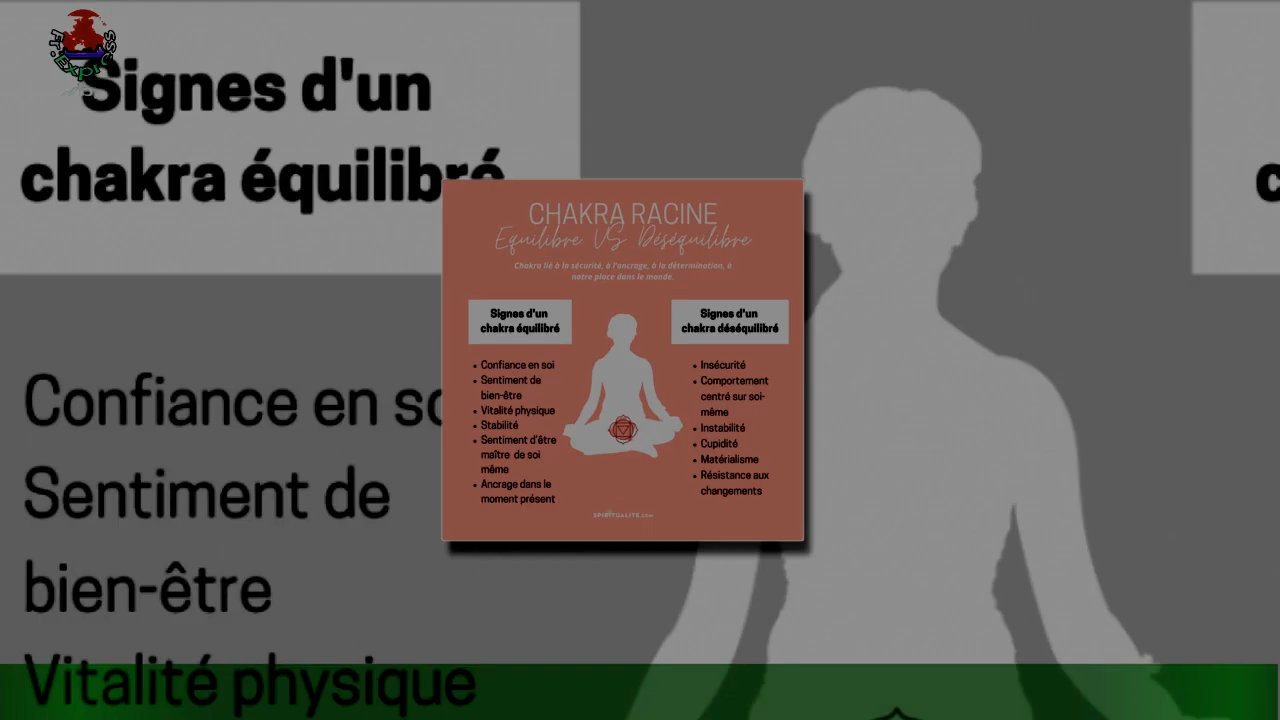 Fr.Express
Signes d'un
chakra équilibré
Confiance en so
Sentiment de
bien-être
Vitalité physique
c
CHAKRA RACINE
Equilibre VS Déséquilibre
Chakra lié à la sécurité, à l'ancrage, à la détermination, à
notre place dans le monde.
Signes d'un
chakra équilibré
• Confiance en soi
• Sentiment de
bien-être
• Vitalité physique
• Stabilité
• Sentiment d'être
maître de soi
même
• Ancrage dans le
moment présent
Signes d'un
chakra déséquilibré
• Insécurité
• Comportement
centré sur soi-
même
• Instabilité
• Cupidité
• Matérialisme
• Résistance aux
changements
SPIRITUALITE.COM